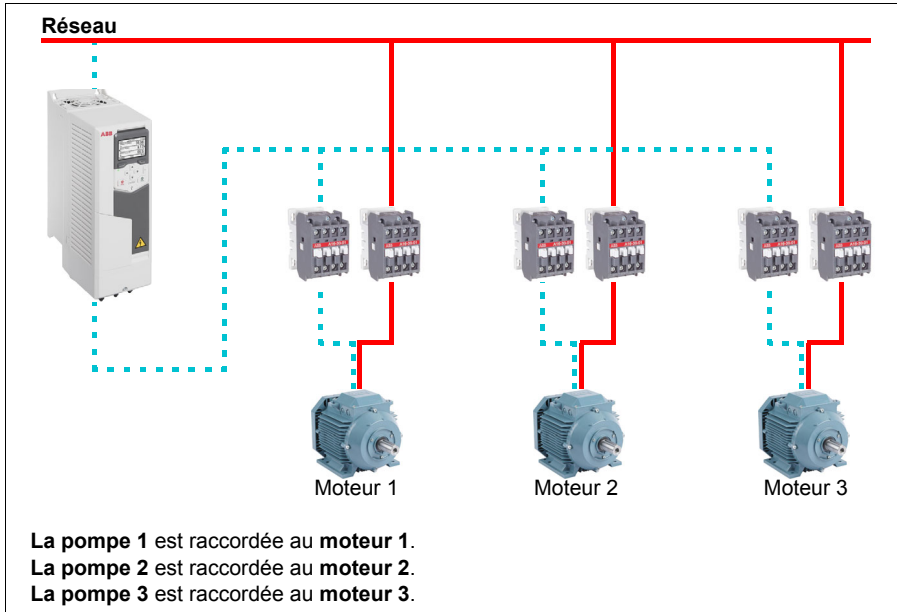 Réseau
ABB
Moteur 1
Moteur 2
Moteur 3
La pompe 1 est raccordée au moteur 1.
La pompe 2 est raccordée au moteur 2.
La pompe 3 est raccordée au moteur 3.